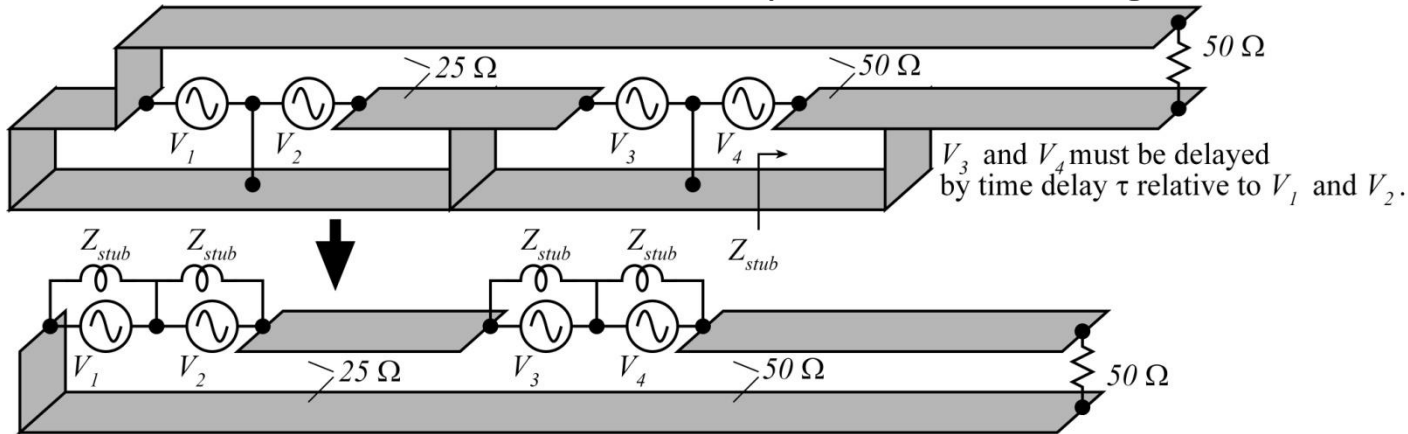 25 Ω
50 Ω
50 Ω
V1
V2
V3
V4
V3 and V4 must be delayed
by time delay τ relative to V1 and V2.
Zstub
Zstub
Zstub
Zstub
Zstub
V1
V2
25 Ω
V3
V4
50 Ω
50 Ω